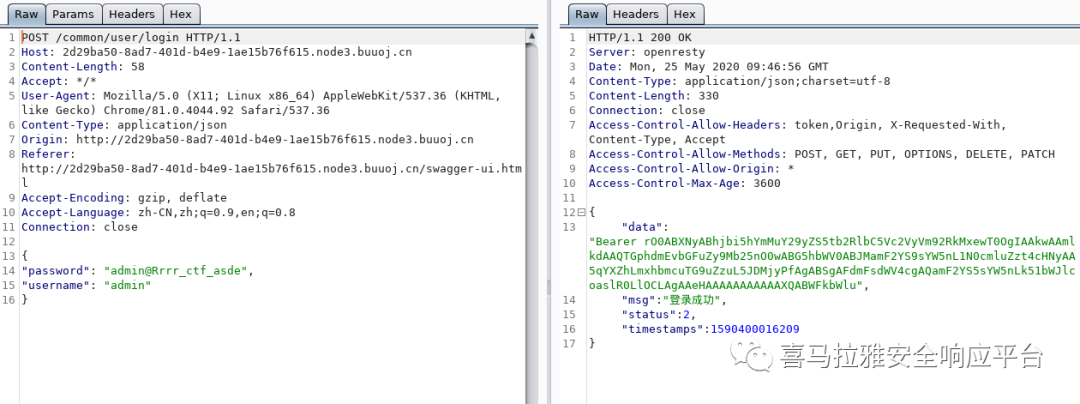 Raw Params Headers Hex
1 POST /common/user/login HTTP/1.1
2 Host: 2d29ba50-8ad7-401d-b4e9-1ae15b76f615.node3.buuoj.cn
3 Content-Length: 58
4 Accept: */*
5 User-Agent: Mozilla/5.0 (X11; Linux x86_64) AppleWebKit/537.36 (KHTML,
like Gecko) Chrome/81.0.4044.92 Safari/537.36
6 Content-Type: application/json
7 Origin: http://2d29ba50-8ad7-401d-b4e9-1ae15b76f615.node3.buuoj.cn
8 Referer:
http://2d29ba50-8ad7-401d-b4e9-1ae15b76f615.node3.buuoj.cn/swagger-ui.htm
l
9 Accept-Encoding: gzip, deflate
10 Accept-Language: zh-CN,zh;q=0.9,en;q=0.8
11 Connection: close
12
13 {
14 "password": "admin@Rrrr_ctf_asde",
15 "username": "admin"
16 }
Raw Headers Hex
1 HTTP/1.1 200 OK
2 Server: openresty
3 Date: Mon, 25 May 2020 09:46:56 GMT
4 Content-Type: application/json;charset=utf-8
5 Content-Length: 330
6 Connection: close
7 Access-Control-Allow-Headers: token,Origin, X-Requested-With,
Content-Type, Accept
8 Access-Control-Allow-Methods: POST, GET, PUT, OPTIONS, DELETE, PATCH
9 Access-Control-Allow-Origin: *
10 Access-Control-Max-Age: 3600
11
12 {
13 "data":
"Bearer rO0ABXNyABhjbi5hYmMuY29yZS5tb2RlbC5Vc2VyVm92RkMxewT0OgIAAkwAAml
kdAAQTGphdmEvbGFuZy9Mb25nO0wABG5hbWV0ABJMamF2YS9sYW5nL1N0cmluZzt4cHNyAA
5qYXZhLmxhbmcuTG9uZzuL5JDMjyPfAgABSgAFdmFsdWV4cgAQamF2YS5sYW5nLk51bWJlc
oaslR0LlOCLAgAAeHAAAAAAAAAAAXQABWFkbWlu",
14 "msg":"登录成功",
15 "status":2,
16 "timestamps":1590400016209
17 }
喜马拉雅安全响应平台